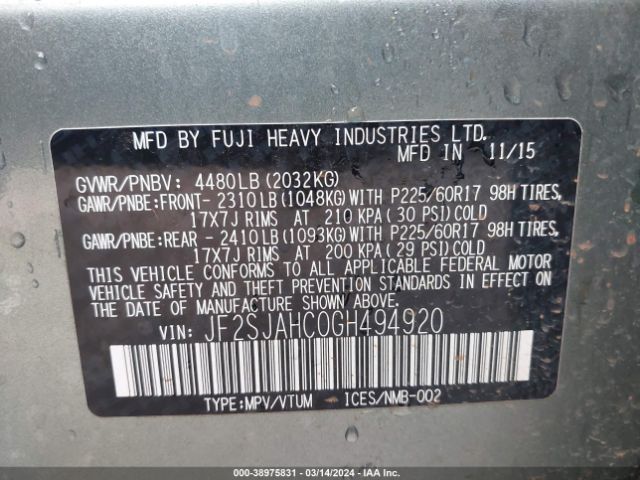 MFD BY FUJI HEAVY INDUSTRIES LTD.
MFD IN 11/15
GVWR/PNBV: 4480LB(2032KG)
GAWR/PNBE:FRONT- 2310LB(1048KG)WITH P225/60R17 98H TIRES,
17X7J RIMS AT 210 KPA( 30 PSI)COLD
GAWR/PNBE:REAR - 2410LB(1093KG)WITH P225/60R17 98H TIRES,
17X7J RIMS AT 200 KPA( 29 PSI)COLD
THIS VEHICLE CONFORMS TO ALL APPLICABLE FEDERAL MOTOR
VEHICLE SAFETY AND THEFT PREVENTION STANDARDS IN EFFECT ON
THE DATE OF MANUFACTURE SHOWN ABOVE.
VIN: JF2SJAHC0GH494920
TYPE:MPV/VTUM ICES/NMB-002
000-38975831 - 03/14/2024 - IAAI.COM